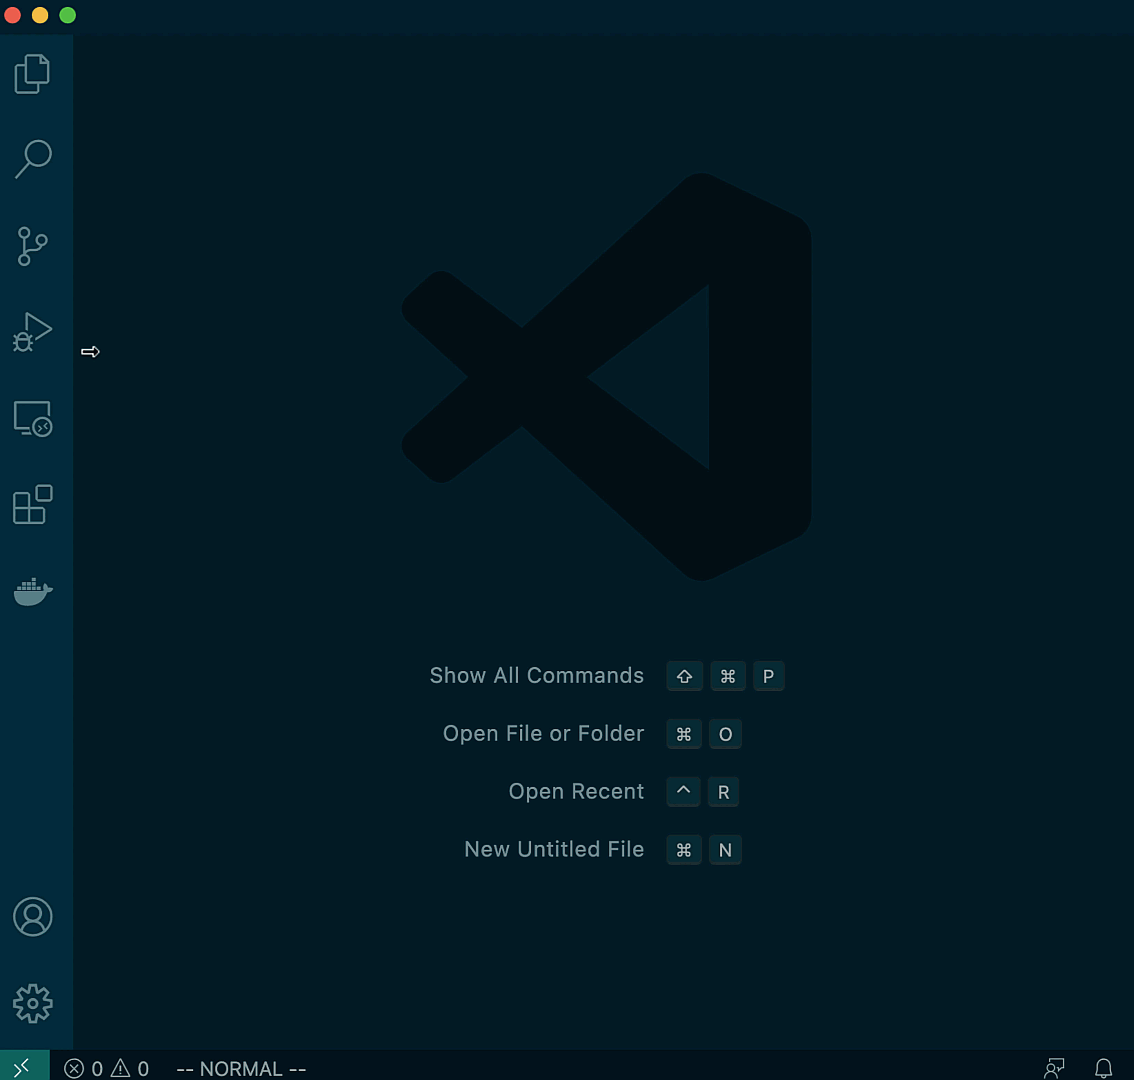 Show All Commands ⇧ ⌘ P
Open File or Folder ⌘ O
Open Recent ^ R
New Untitled File ⌘ N
0 0 -- NORMAL --